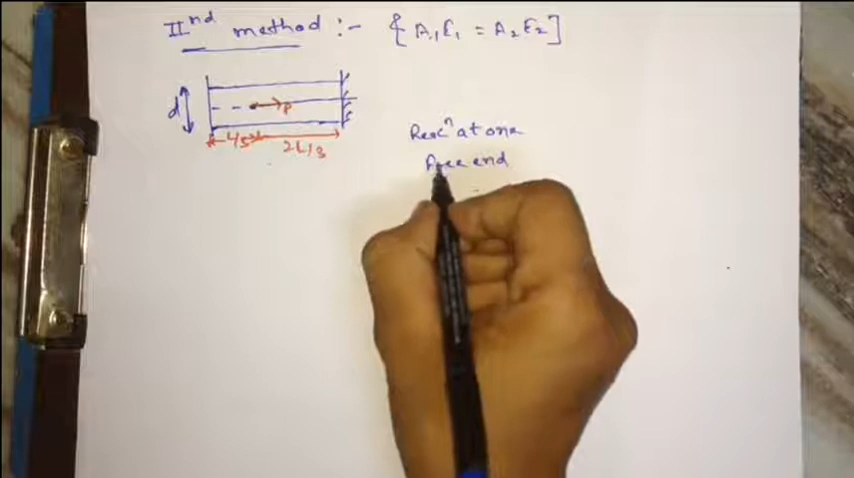 IInd method :- { A1E1 = A2E2 ]
d
P
L/3
2L/3
Reacn at one
free end